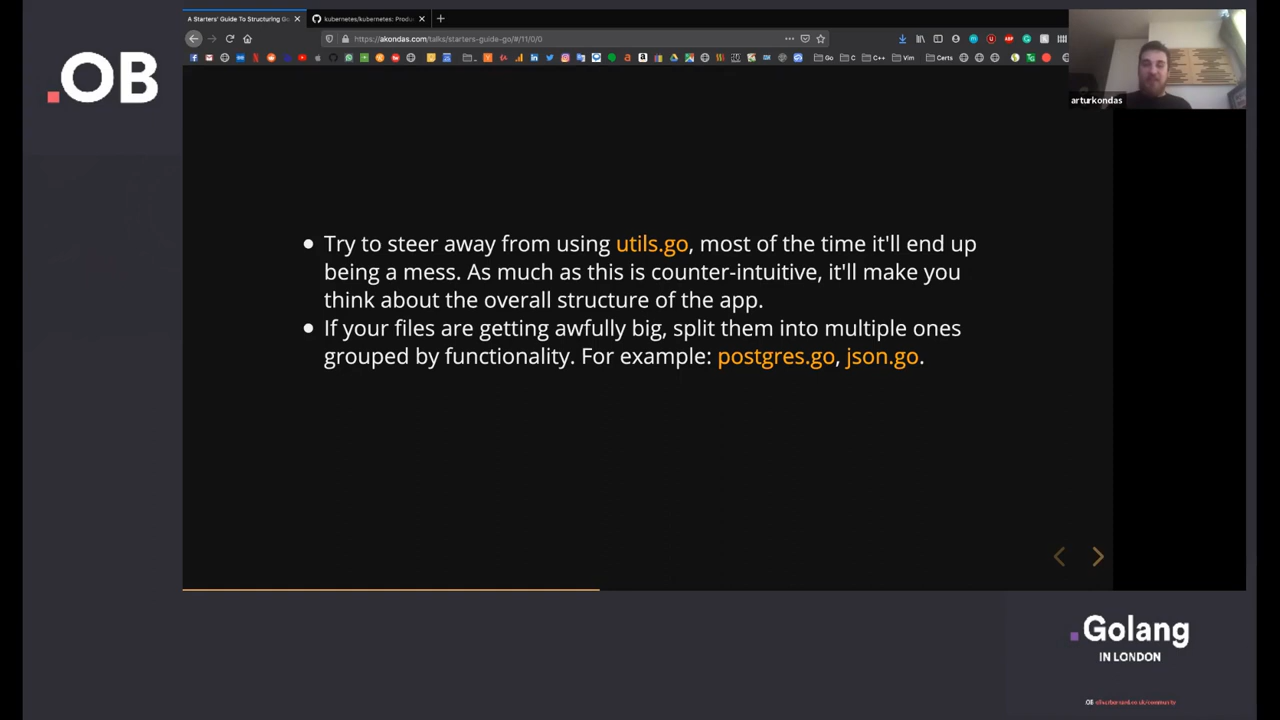 .OB
A Starters' Guide To Structuring Go
kubernetes/kubernetes: Produ
https://akondas.com/talks/starters-guide-go/#/11/0/0
Go
C
C++
Vim
Certs
arturkondas
Try to steer away from using utils.go, most of the time it'll end up
being a mess. As much as this is counter-intuitive, it'll make you
think about the overall structure of the app.
If your files are getting awfully big, split them into multiple ones
grouped by functionality. For example: postgres.go, json.go.
.Golang
IN LONDON